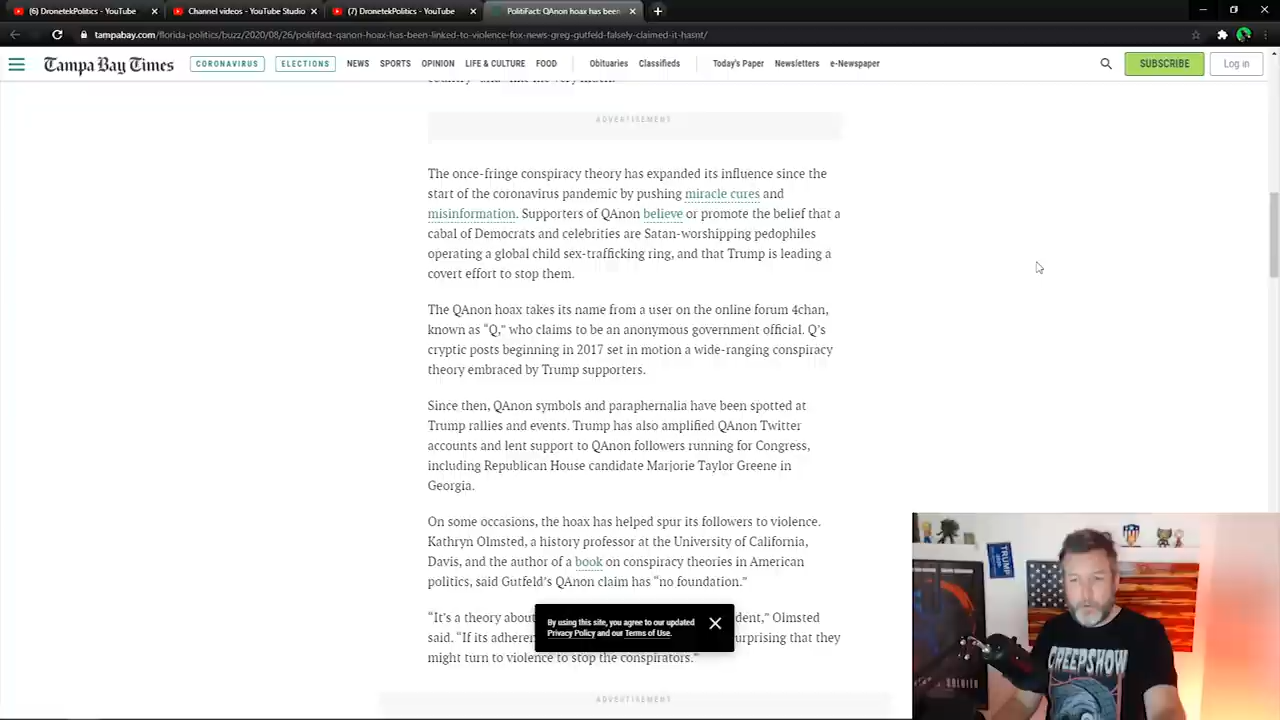 (6) DronetekPolitics - YouTube
Channel videos - YouTube Studio
(7) DronetekPolitics - YouTube
PolitiFact: QAnon hoax has been
tampabay.com/florida-politics/buzz/2020/08/26/politifact-qanon-hoax-has-been-linked-to-violence-fox-news-greg-gutfeld-falsely-claimed-it-hasnt/
Tampa Bay Times
CORONAVIRUS
ELECTIONS
NEWS SPORTS OPINION LIFE & CULTURE FOOD
Obituaries Classifieds
Today's Paper Newsletters e-Newspaper
SUBSCRIBE
Log in
ADVERTISEMENT
The once-fringe conspiracy theory has expanded its influence since the
start of the coronavirus pandemic by pushing miracle cures and
misinformation. Supporters of QAnon believe or promote the belief that a
cabal of Democrats and celebrities are Satan-worshipping pedophiles
operating a global child sex-trafficking ring, and that Trump is leading a
covert effort to stop them.
The QAnon hoax takes its name from a user on the online forum 4chan,
known as “Q,” who claims to be an anonymous government official. Q’s
cryptic posts beginning in 2017 set in motion a wide-ranging conspiracy
theory embraced by Trump supporters.
Since then, QAnon symbols and paraphernalia have been spotted at
Trump rallies and events. Trump has also amplified QAnon Twitter
accounts and lent support to QAnon followers running for Congress,
including Republican House candidate Marjorie Taylor Greene in
Georgia.
On some occasions, the hoax has helped spur its followers to violence.
Kathryn Olmsted, a history professor at the University of California,
Davis, and the author of a book on conspiracy theories in American
politics, said Gutfeld’s QAnon claim has “no foundation.”
“It’s a theory about dent,” Olmsted
said. “If its adheren urprising that they
might turn to violence to stop the conspirators.”
By using this site, you agree to our updated
Privacy Policy and our Terms of Use.
ADVERTISEMENT
TRUMP
CREEPSHOW